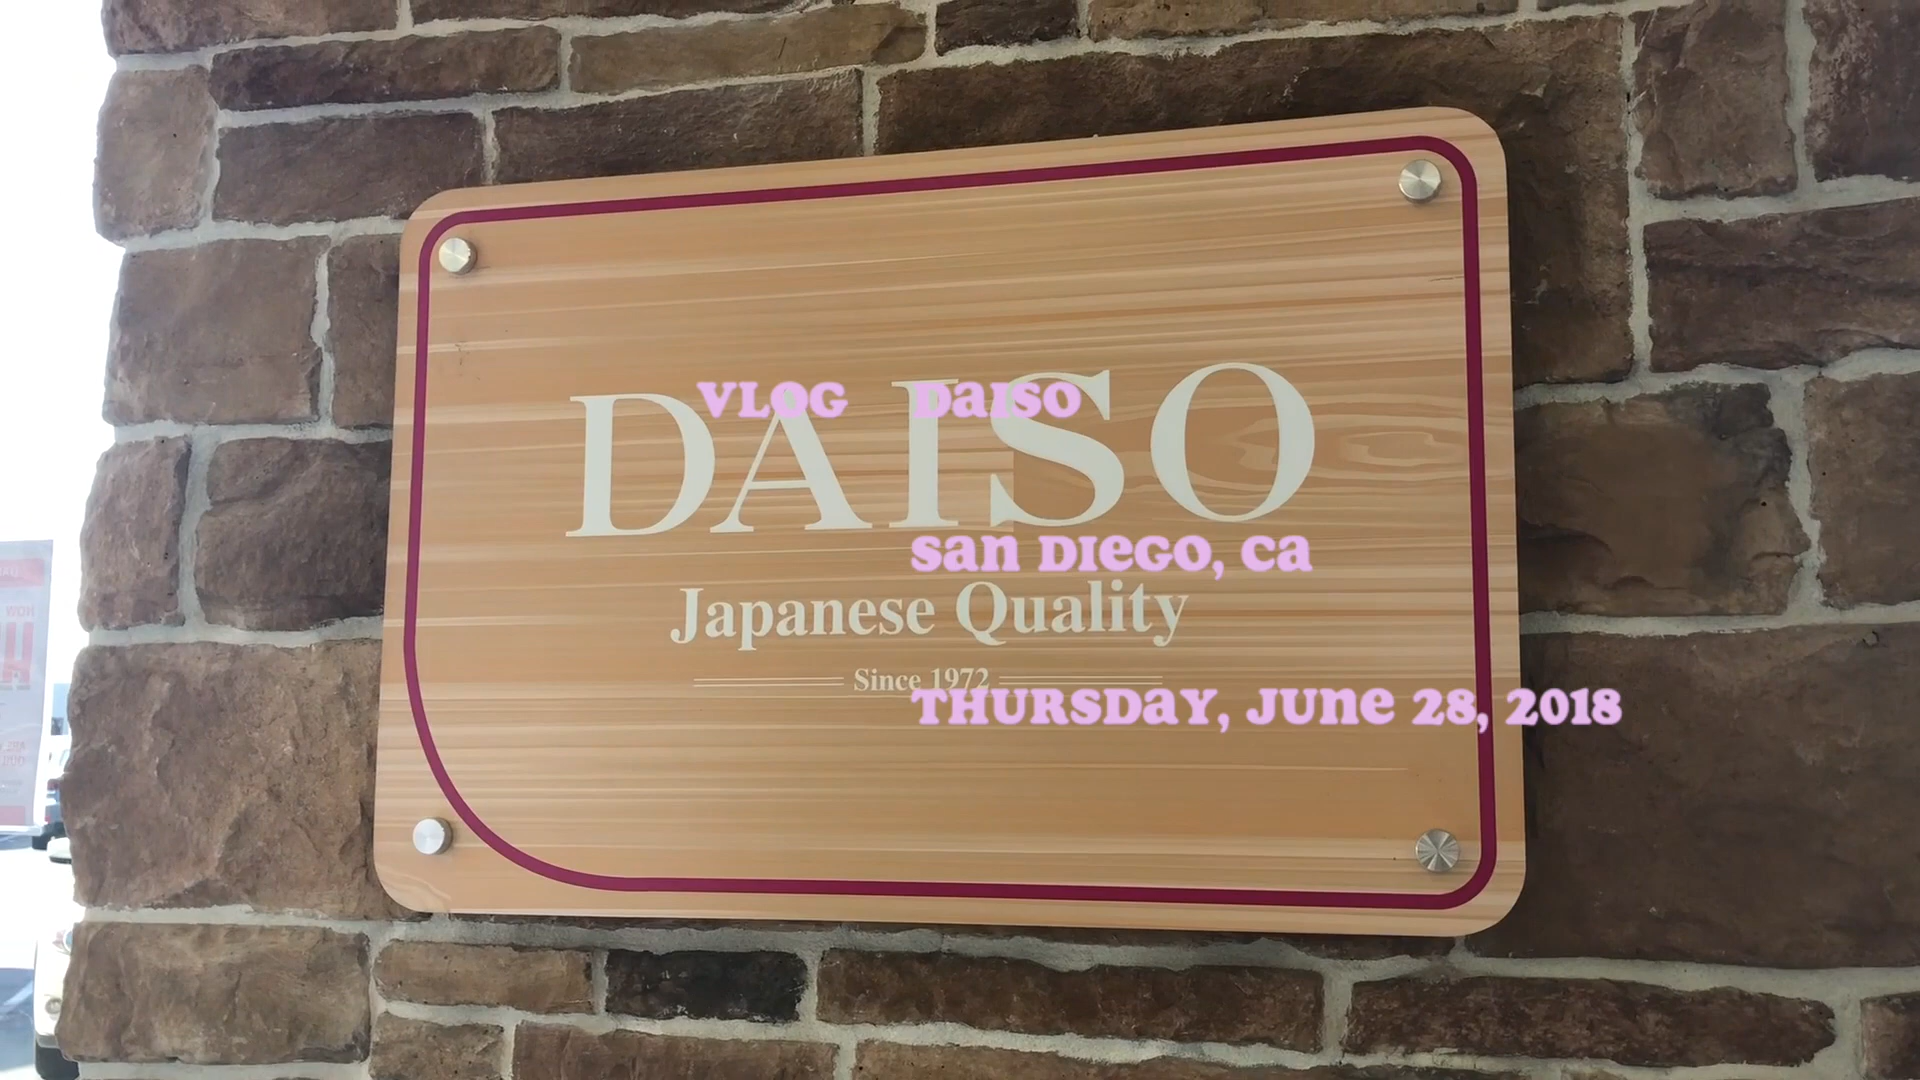 VLOG DAISO
DAISO
SAN DIEGO, CA
Japanese Quality
Since 1972
THURSDAY, JUNE 28, 2018